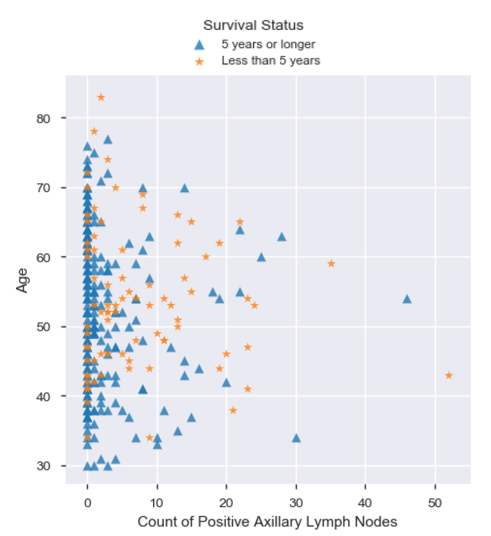 Survival Status
5 years or longer
Less than 5 years
80
70
60
50
40
30
Age
0 10 20 30 40 50
Count of Positive Axillary Lymph Nodes